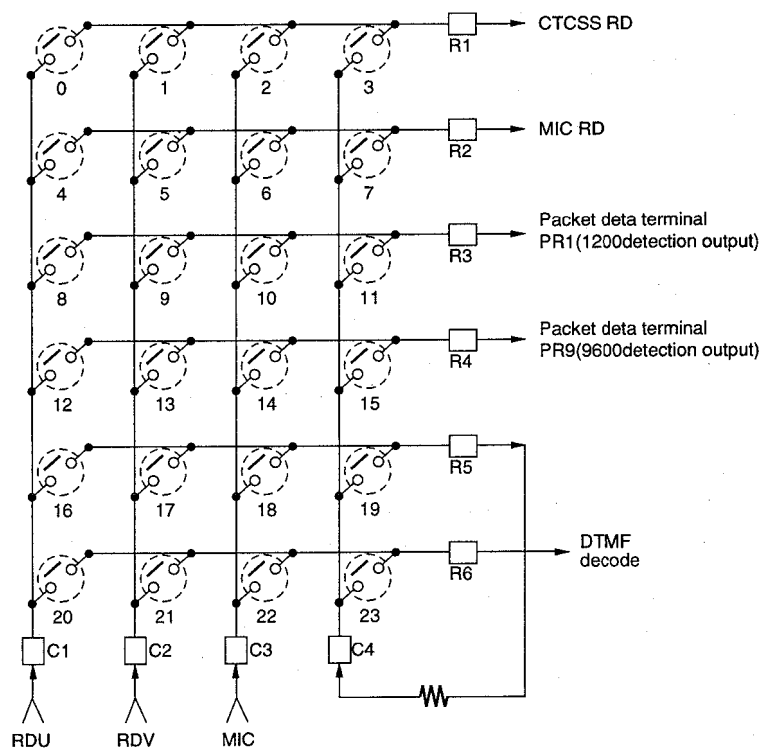 CTCSS RD
R1
0 1 2 3
MIC RD
R2
4 5 6 7
Packet deta terminal
PR1(1200detection output)
R3
8 9 10 11
Packet deta terminal
PR9(9600detection output)
R4
12 13 14 15
R5
16 17 18 19
DTMF
decode
R6
20 21 22 23
C1 C2 C3 C4
RDU RDV MIC